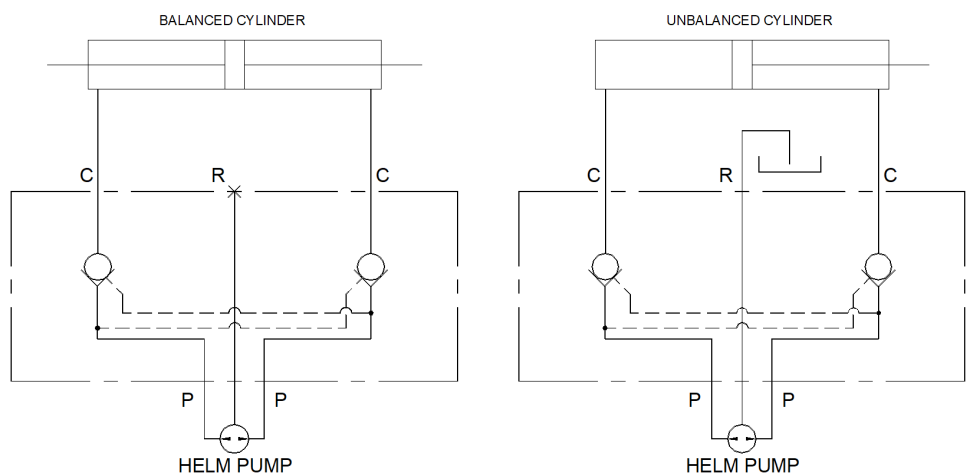 BALANCED CYLINDER
C R C
P P
HELM PUMP
UNBALANCED CYLINDER
C R C
P P
HELM PUMP